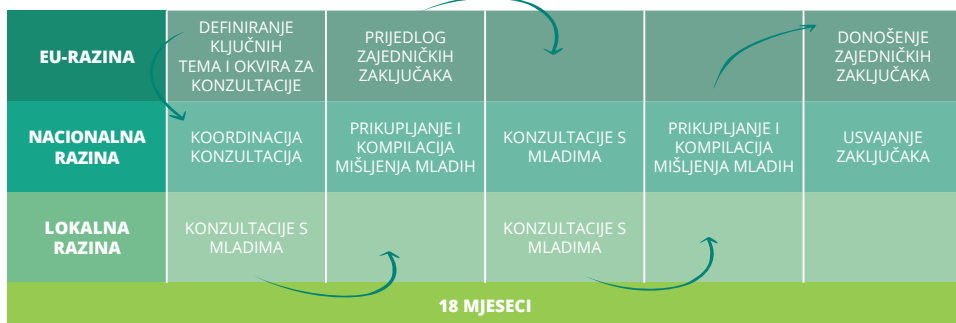 EU-RAZINA
DEFINIRANJE
KLJUČNIH
TEMA I OKVIRA ZA
KONZULTACIJE
PRIJEDLOG
ZAJEDNIČKIH
ZAKLJUČAKA
DONOŠENJE
ZAJEDNIČKIH
ZAKLJUČAKA
NACIONALNA
RAZINA
KOORDINACIJA
KONZULTACIJA
PRIKUPLJANJE I
KOMPILACIJA
MIŠLJENJA MLADIH
KONZULTACIJE S
MLADIMA
PRIKUPLJANJE I
KOMPILACIJA
MIŠLJENJA MLADIH
USVAJANJE
ZAKLJUČAKA
LOKALNA
RAZINA
KONZULTACIJE S
MLADIMA
KONZULTACIJE S
MLADIMA
18 MJESECI